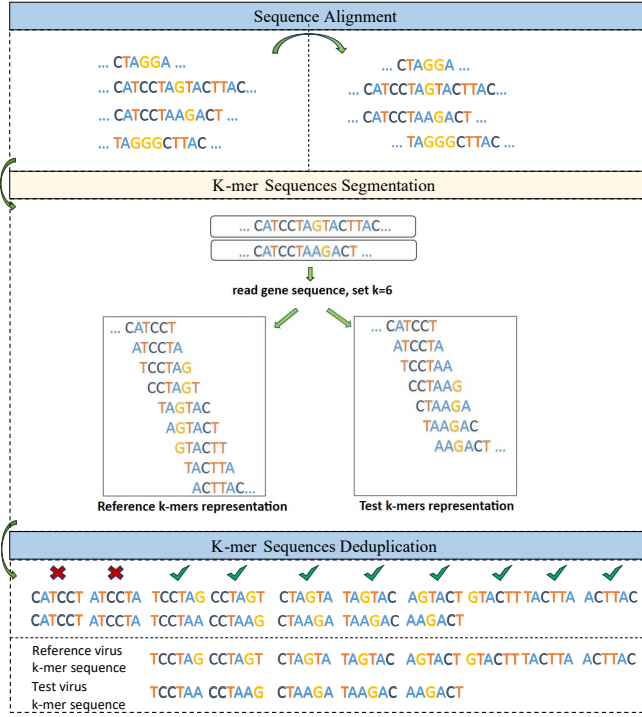 Sequence Alignment
... CTAGGA ...
... CATCCTAGTACTTAC...
... CATCCTAAGACT ...
... TAGGGCTTAC ...
... CTAGGA ...
... CATCCTAGTACTTAC...
... CATCCTAAGACT ...
... TAGGGCTTAC ...
K-mer Sequences Segmentation
... CATCCTAGTACTTAC...
... CATCCTAAGACT ...
read gene sequence, set k=6
... CATCCT
ATCCTA
TCCTAG
CCTAGT
TAGTAC
AGTACT
GTACTT
TACTTA
ACTTAC...
Reference k-mers representation
... CATCCT
ATCCTA
TCCTAA
CCTAAG
CTAAGA
TAAGAC
AAGACT ...
Test k-mers representation
K-mer Sequences Deduplication
CATCCT ATCCTA TCCTAG CCTAGT CTAGTA TAGTAC AGTACT GTACTTTACTTA ACTTAC
CATCCT ATCCTA TCCTAA CCTAAG CTAAGA TAAGAC AAGACT
Reference virus
k-mer sequence
TCCTAG CCTAGT CTAGTA TAGTAC AGTACT GTACTTTACTTA ACTTAC
Test virus
k-mer sequence
TCCTAA CCTAAG CTAAGA TAAGAC AAGACT